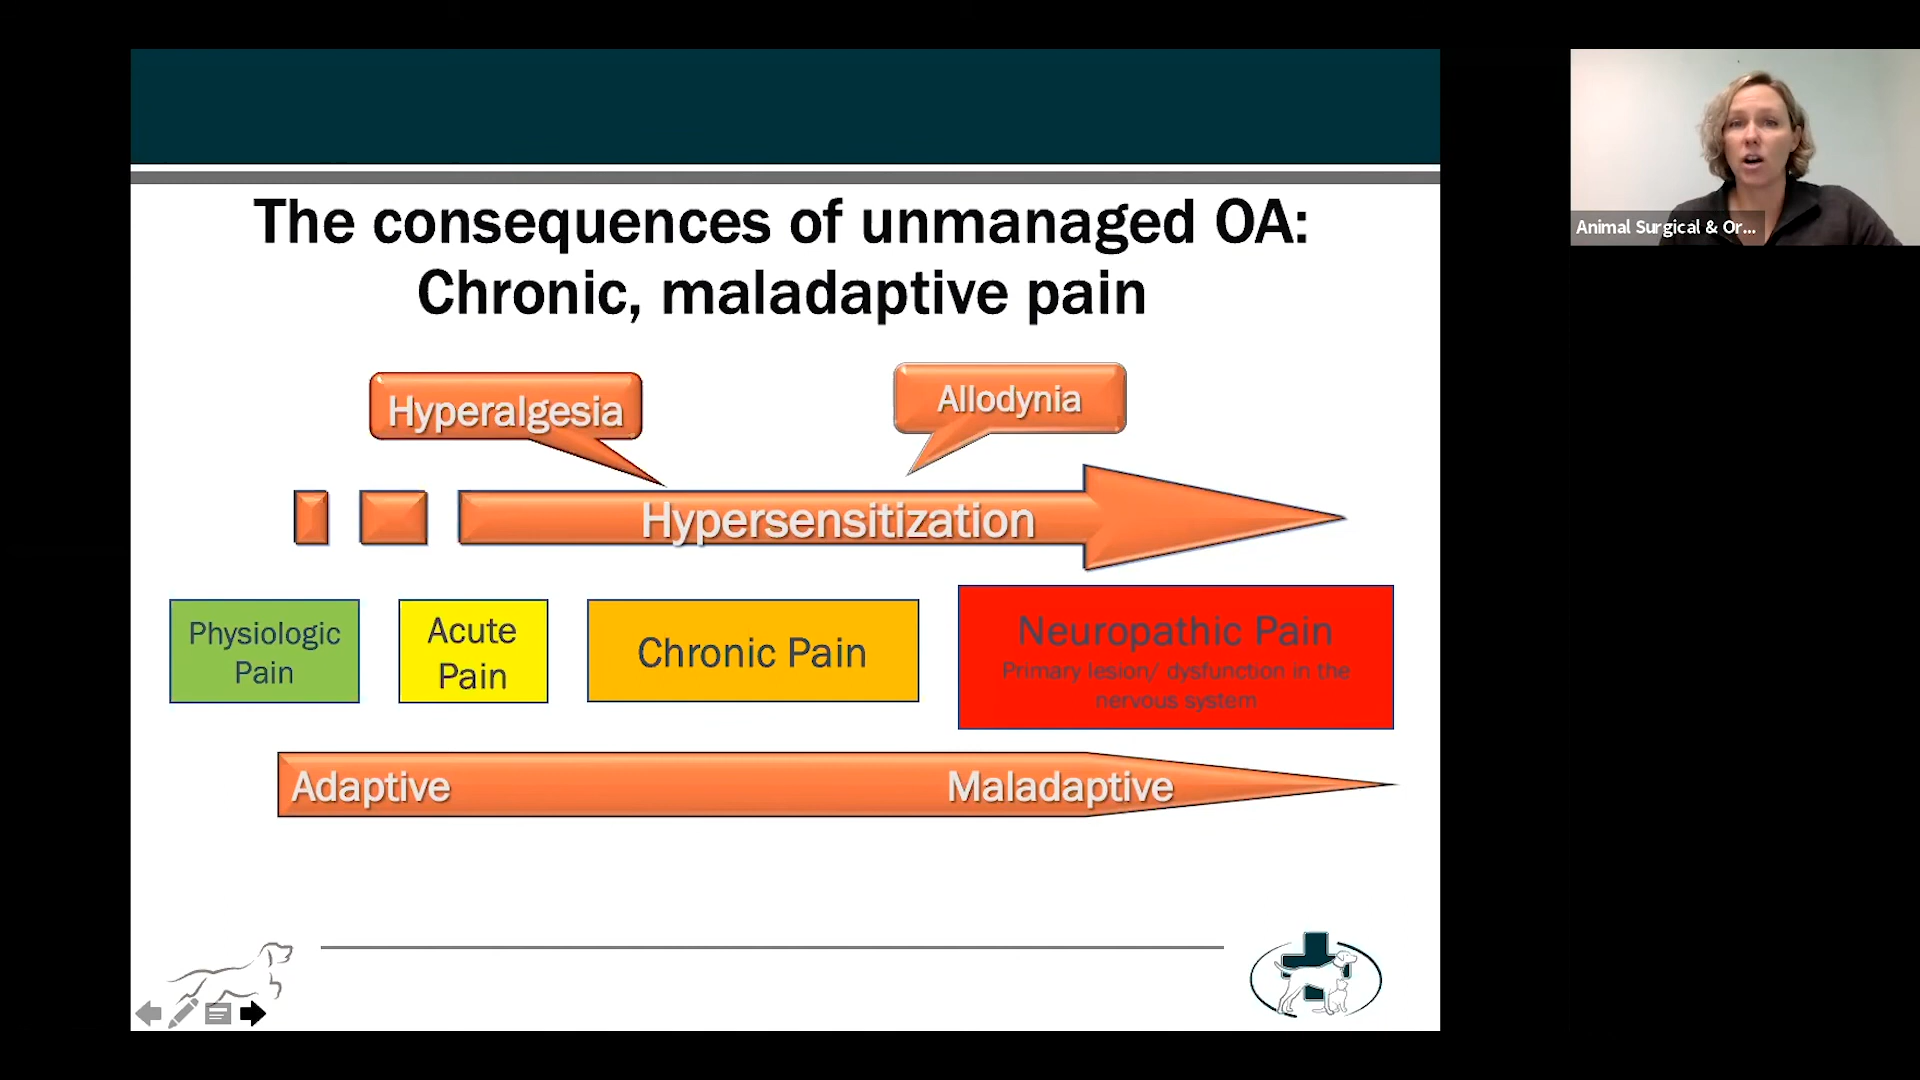 The consequences of unmanaged OA:
Chronic, maladaptive pain
Hyperalgesia
Allodynia
Hypersensitization
Physiologic
Pain
Acute
Pain
Chronic Pain
Neuropathic Pain
Primary lesion/ dysfunction in the
nervous system
Adaptive
Maladaptive
Animal Surgical & Or...